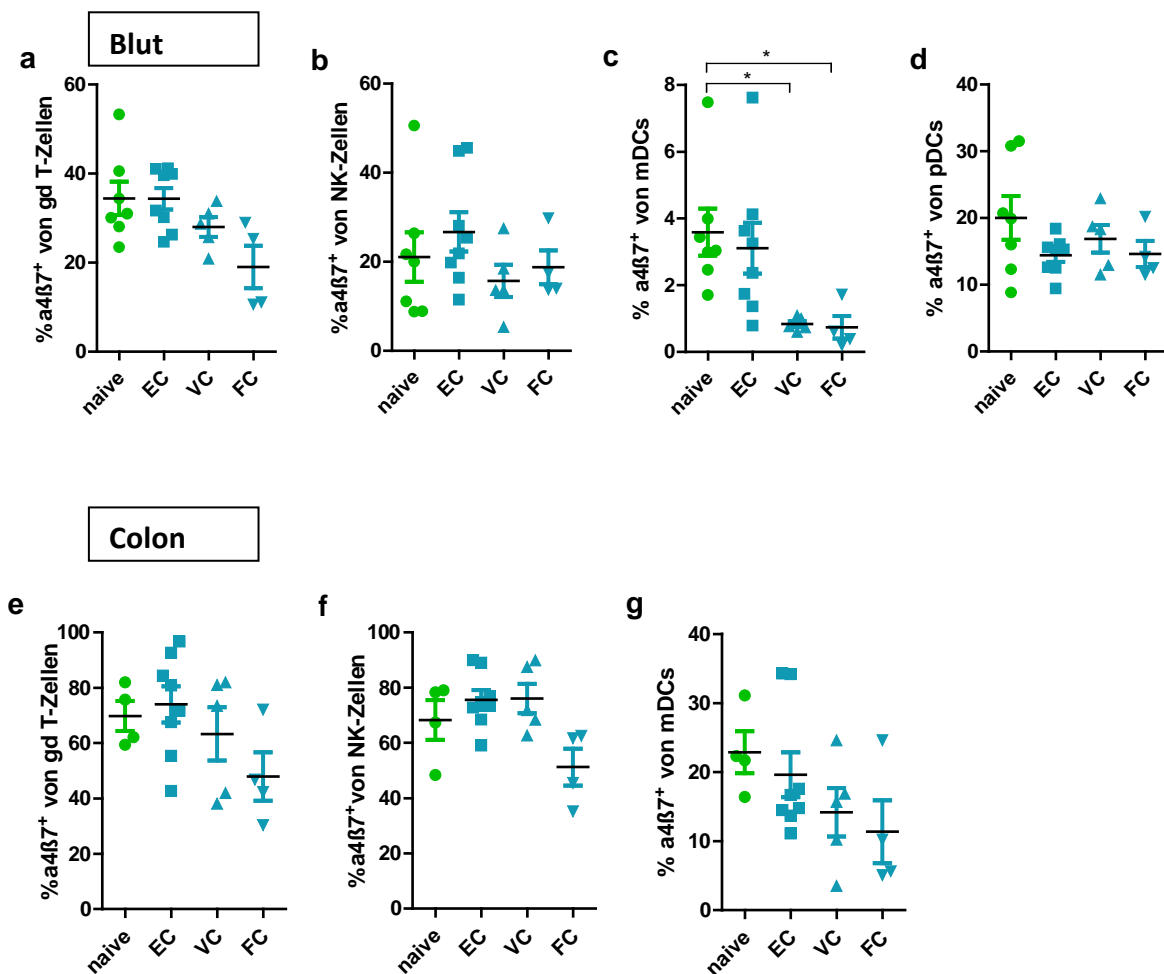 Blut
a
%a4ß7⁺ von gd T-Zellen
60
40
20
0
naive
EC
VC
FC
b
%a4ß7⁺ von NK-Zellen
60
40
20
0
naive
EC
VC
FC
c
% a4ß7⁺ von mDCs
8
6
4
2
0
*
*
naive
EC
VC
FC
d
% a4ß7⁺ von pDCs
40
30
20
10
0
naive
EC
VC
FC
Colon
e
%a4ß7⁺ von gd T-Zellen
100
80
60
40
20
0
naive
EC
VC
FC
f
%a4ß7⁺von NK-Zellen
100
80
60
40
20
0
naive
EC
VC
FC
g
% a4ß7⁺ von mDCs
40
30
20
10
0
naive
EC
VC
FC